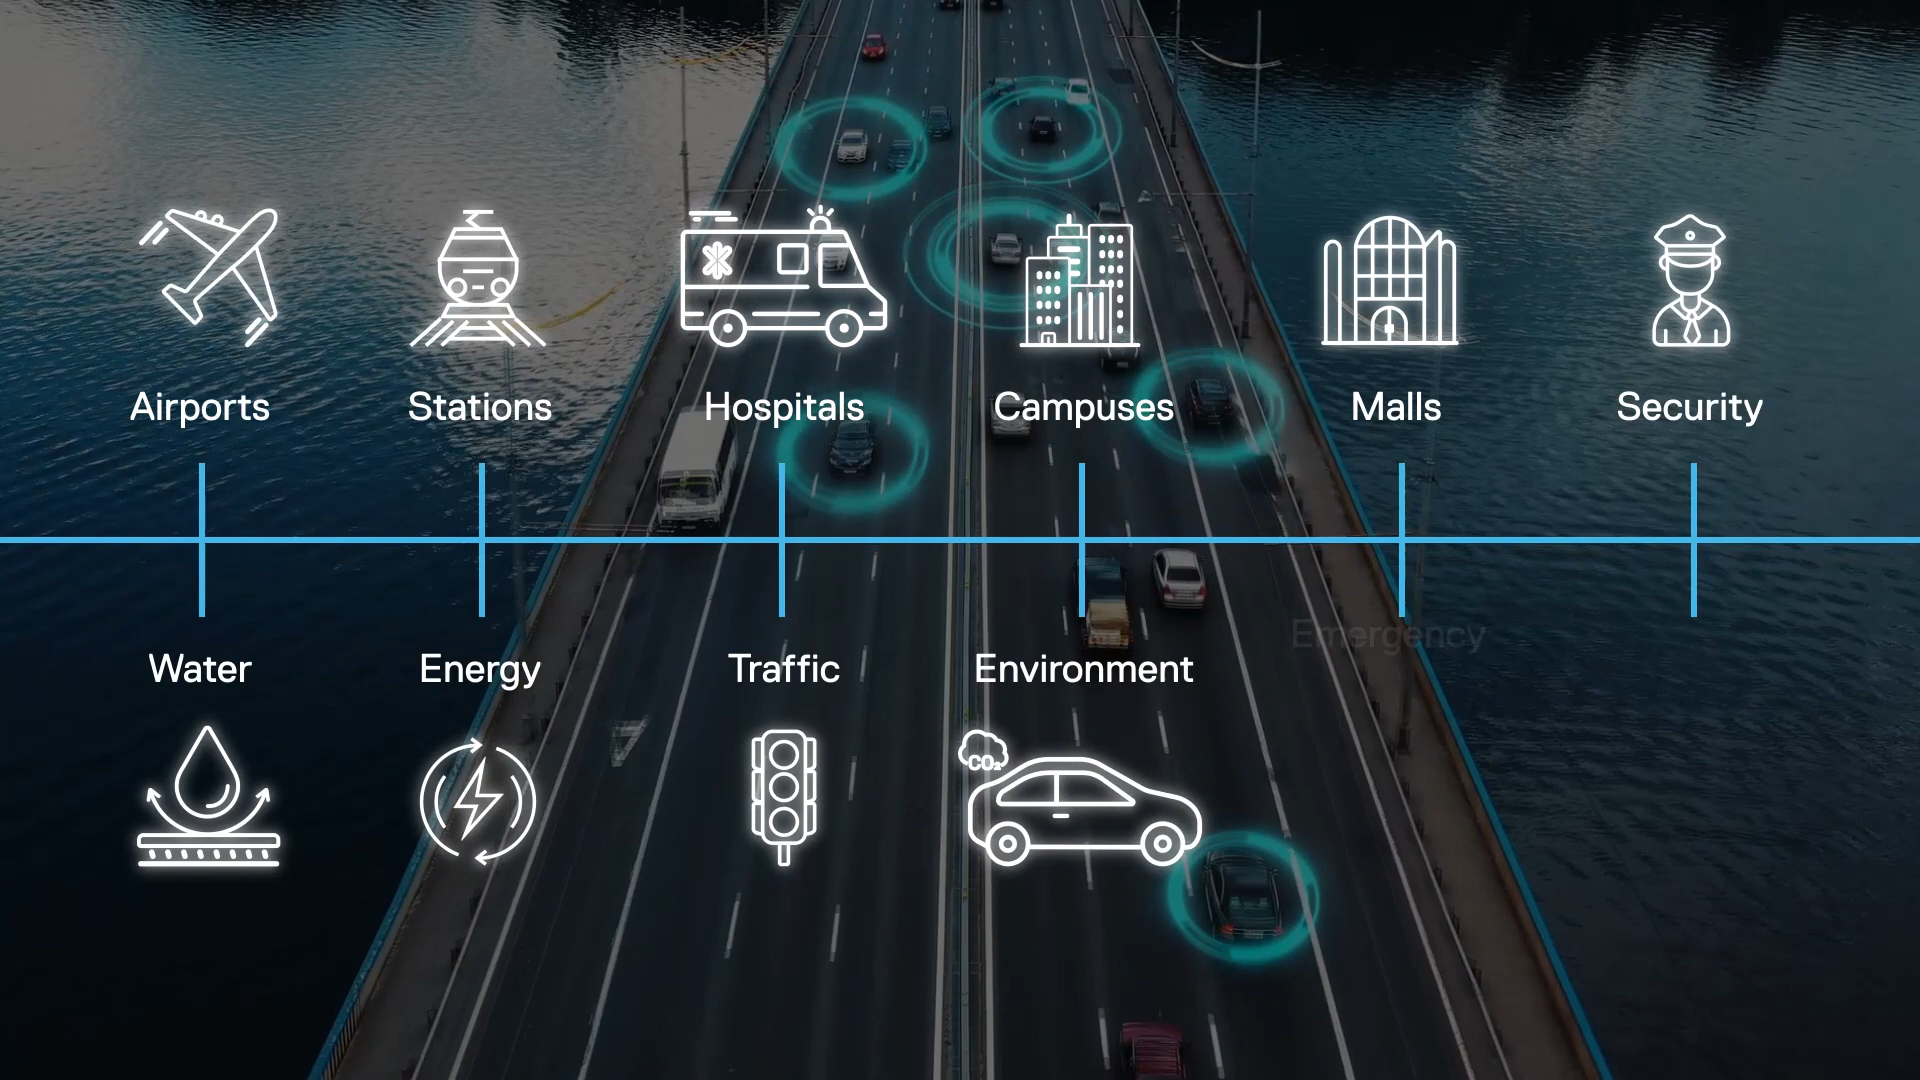 Airports
Stations
Hospitals
Campuses
Malls
Security
Water
Energy
Traffic
Environment
Emergency
CO₂